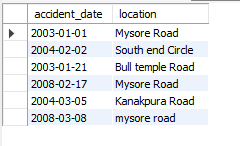 accident_date location
2003-01-01 Mysore Road
2004-02-02 South end Circle
2003-01-21 Bull temple Road
2008-02-17 Mysore Road
2004-03-05 Kanakpura Road
2008-03-08 mysore road